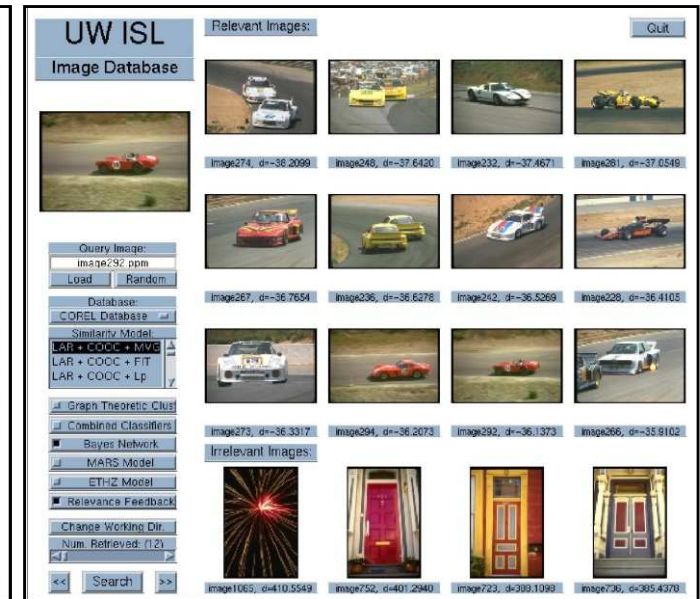 UW ISL
Image Database
Query Image:
image292.ppm
Load Random
Database:
COREL Database
Similarity Model:
LAR + COOC + MVG
LAR + COOC + FIT
LAR + COOC + Lp
Graph Theoretic Clust
Combined Classifiers
Bayes Network
MARS Model
ETHZ Model
Relevance Feedback
Change Working Dir.
Num. Retrieved: (12)
<< Search >>
Relevant Images:
Quit
image274, d=-38.2099 image248, d=-37.6420 image232, d=-37.4671 image281, d=-37.0549
image267, d=-36.7654 image236, d=-36.6278 image242, d=-36.5269 image228, d=-36.4105
image273, d=-36.3317 image294, d=-36.2073 image292, d=-36.1373 image266, d=-35.9102
Irrelevant Images:
image1065, d=410.5549 image752, d=401.2940 image723, d=388.1098 image736, d=385.4378